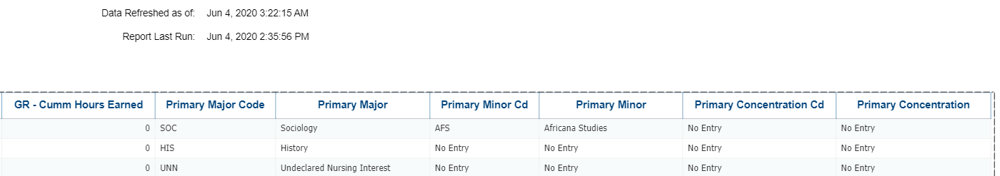 Data Refreshed as of: Jun 4, 2020 3:22:15 AM
Report Last Run: Jun 4, 2020 2:35:56 PM
GR - Cumm Hours Earned Primary Major Code Primary Major Primary Minor Cd Primary Minor Primary Concentration Cd Primary Concentration
0 SOC Sociology AFS Africana Studies No Entry No Entry
0 HIS History No Entry No Entry No Entry No Entry
0 UNN Undeclared Nursing Interest No Entry No Entry No Entry No Entry